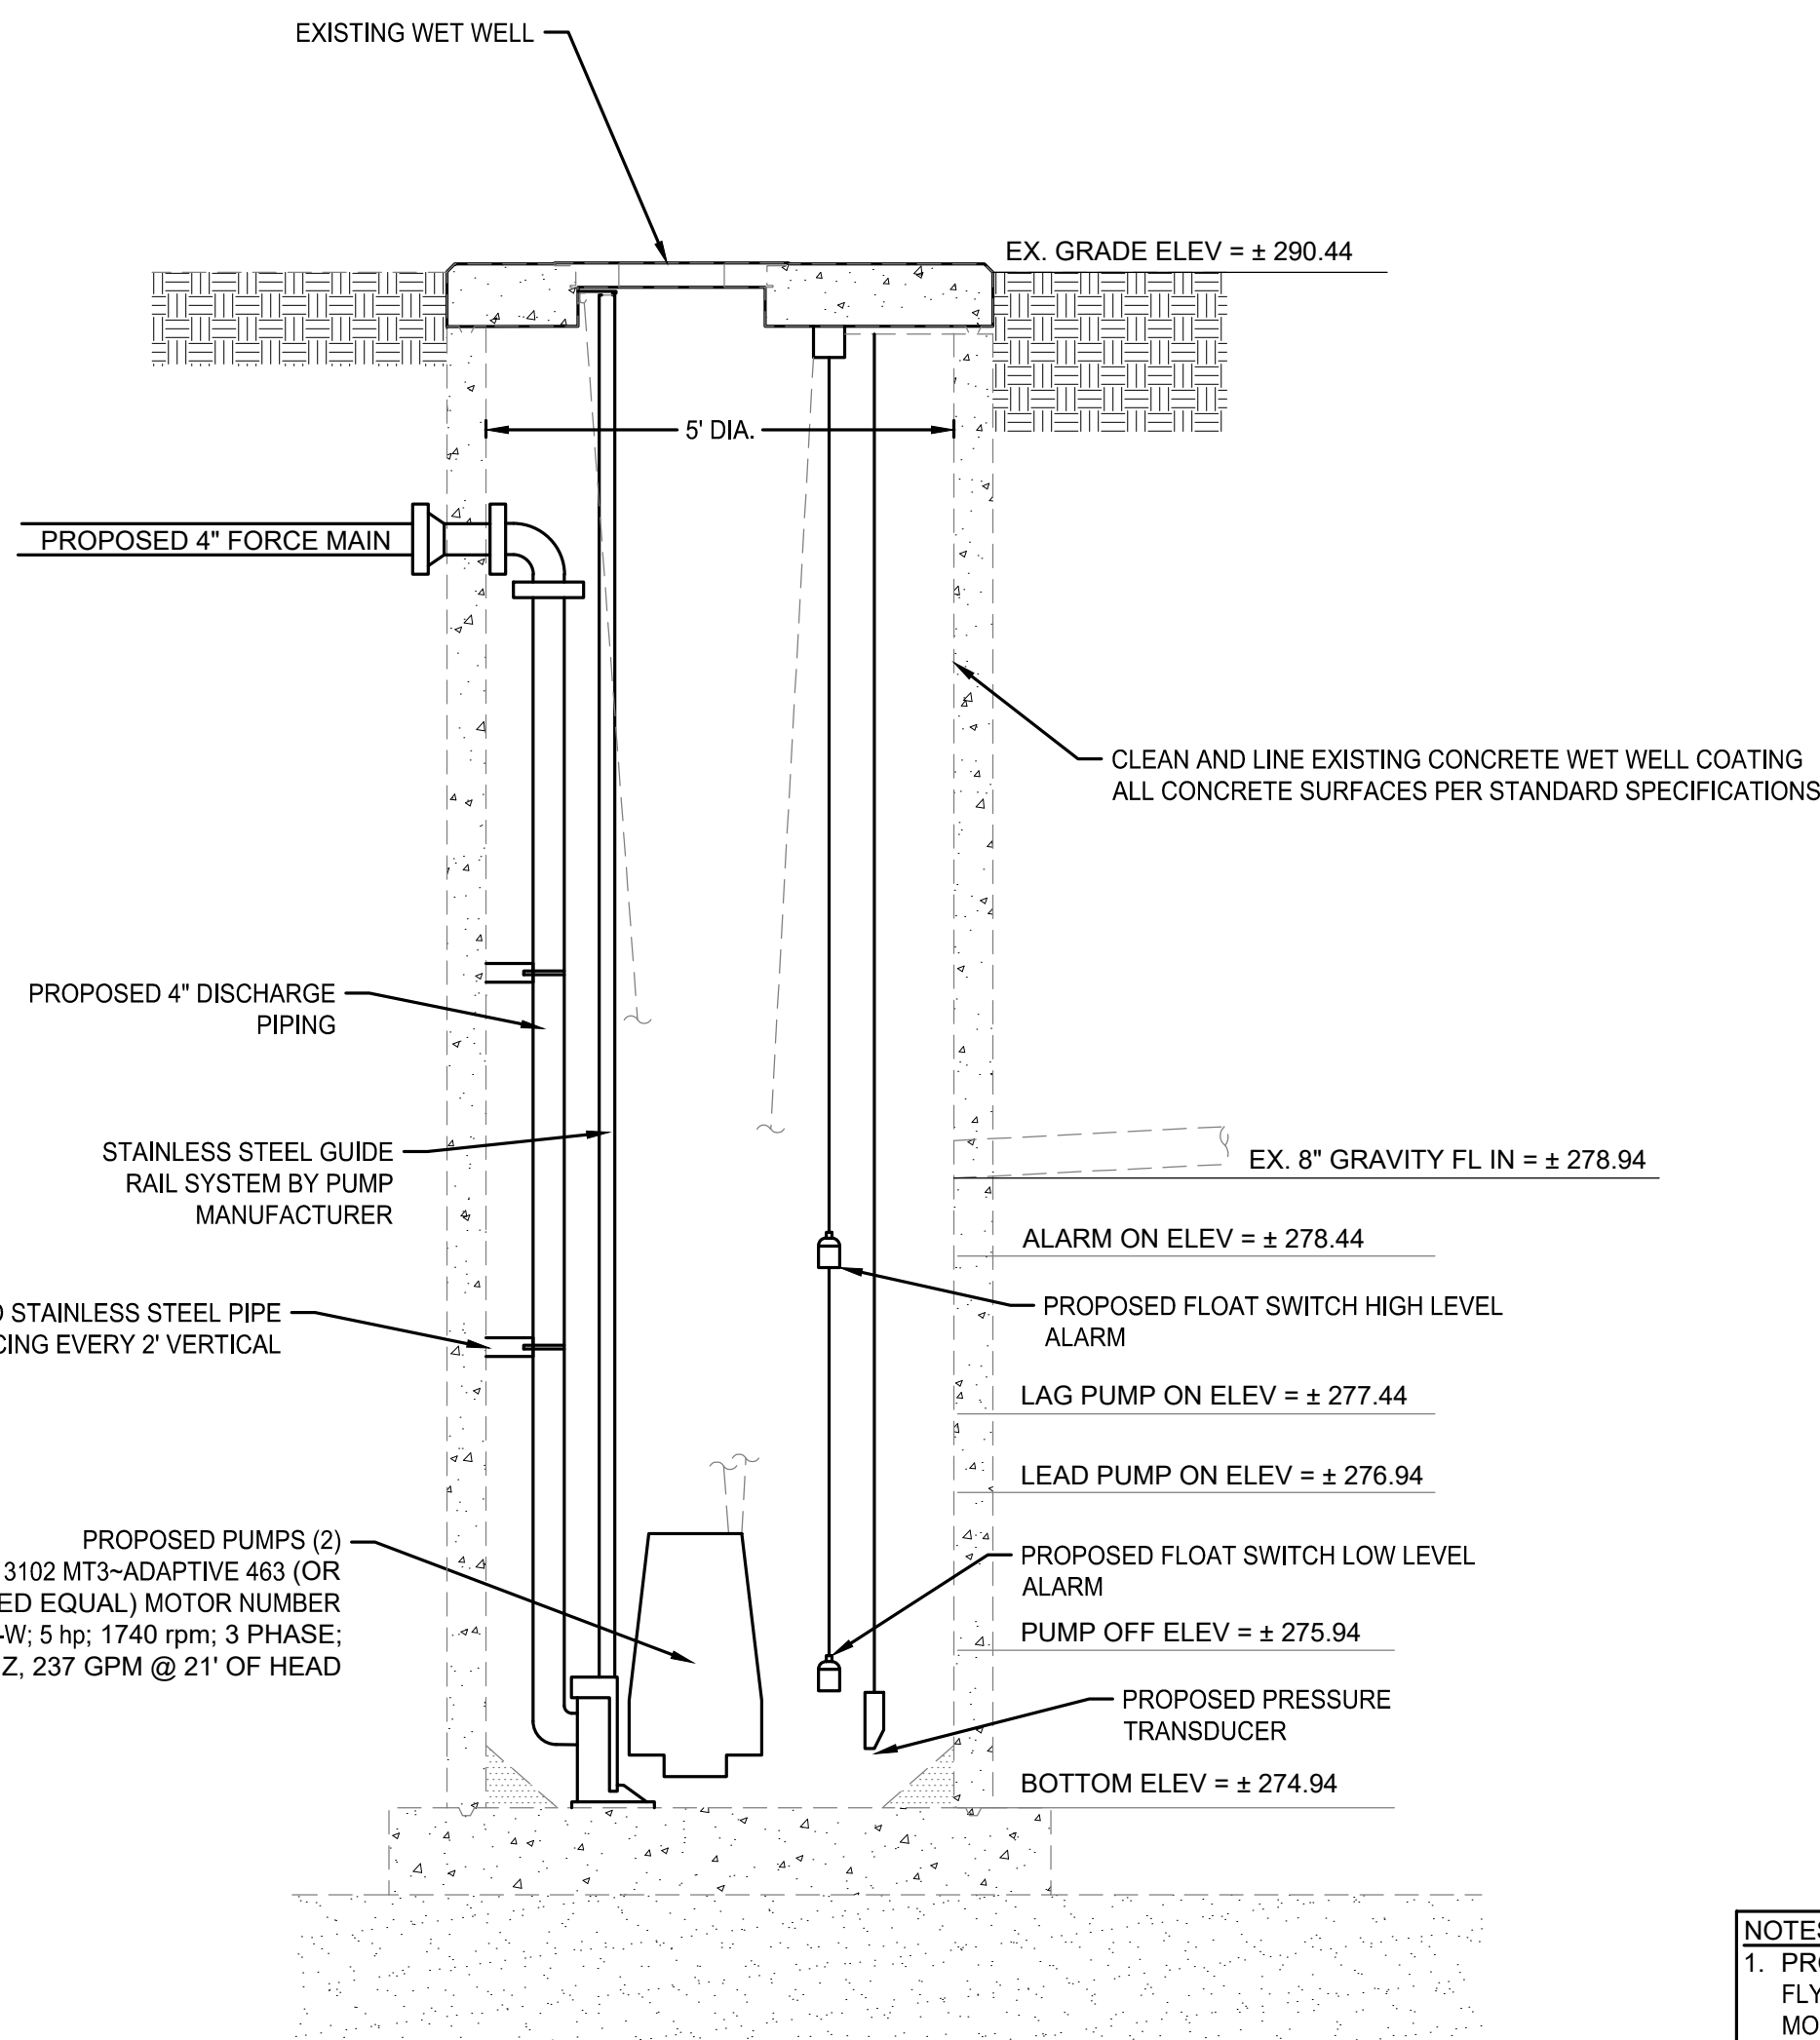 EXISTING WET WELL
EX. GRADE ELEV = ± 290.44
5' DIA.
PROPOSED 4" FORCE MAIN
CLEAN AND LINE EXISTING CONCRETE WET WELL COATING
ALL CONCRETE SURFACES PER STANDARD SPECIFICATIONS
PROPOSED 4" DISCHARGE
PIPING
STAINLESS STEEL GUIDE
RAIL SYSTEM BY PUMP
MANUFACTURER
EX. 8" GRAVITY FL IN = ± 278.94
ALARM ON ELEV = ± 278.44
PROPOSED FLOAT SWITCH HIGH LEVEL
ALARM
STAINLESS STEEL PIPE
EVERY 2' VERTICAL
LAG PUMP ON ELEV = ± 277.44
LEAD PUMP ON ELEV = ± 276.94
PROPOSED PUMPS (2)
3102 MT3~ADAPTIVE 463 (OR
EQUAL) MOTOR NUMBER
-W; 5 hp; 1740 rpm; 3 PHASE;
Z, 237 GPM @ 21' OF HEAD
PROPOSED FLOAT SWITCH LOW LEVEL
ALARM
PUMP OFF ELEV = ± 275.94
PROPOSED PRESSURE
TRANSDUCER
BOTTOM ELEV = ± 274.94
NOTES
1. PRO
FLY
MO